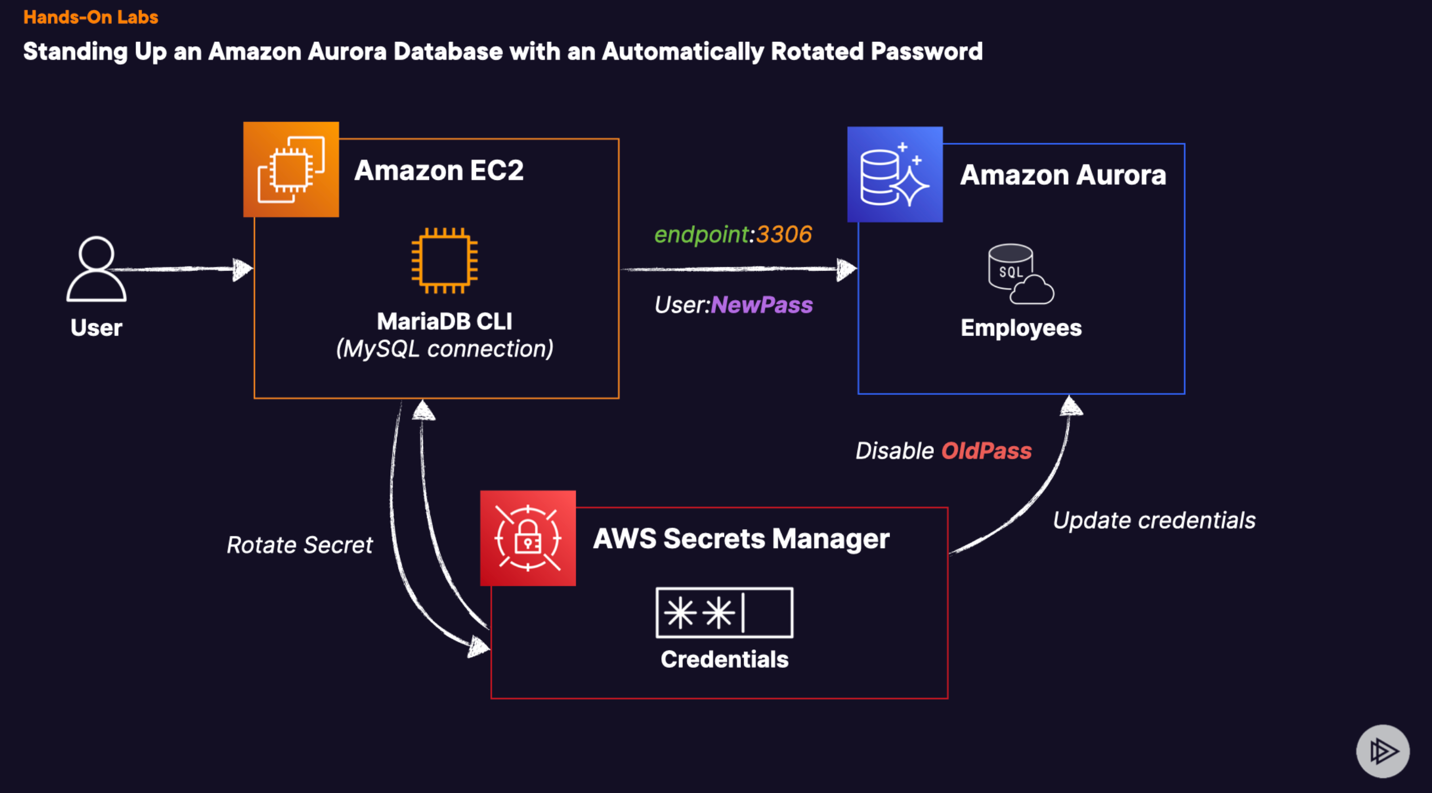 Hands-On Labs
Standing Up an Amazon Aurora Database with an Automatically Rotated Password
Amazon EC2
Amazon Aurora
endpoint:3306
SQL
User:NewPass
User
MariaDB CLI
(MySQL connection)
Employees
Disable OldPass
Update credentials
Rotate Secret
AWS Secrets Manager
**|
Credentials